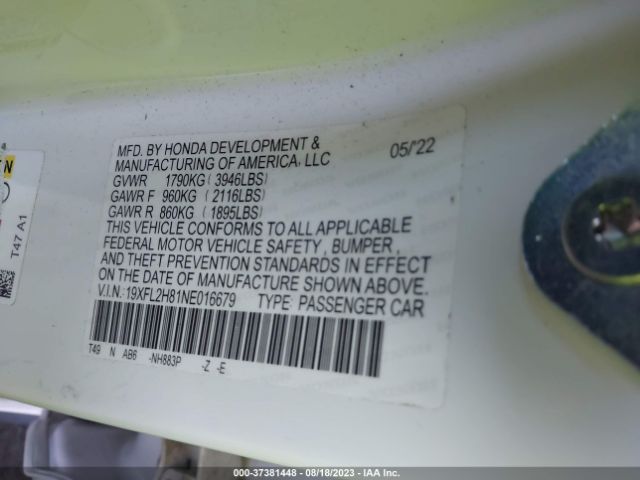 MFD. BY HONDA DEVELOPMENT & 05/'22
MANUFACTURING OF AMERICA, LLC
GVWR 1790KG (3946LBS)
GAWR F 960KG (2116LBS)
GAWR R 860KG (1895LBS)
THIS VEHICLE CONFORMS TO ALL APPLICABLE
FEDERAL MOTOR VEHICLE SAFETY, BUMPER,
AND THEFT PREVENTION STANDARDS IN EFFECT
ON THE DATE OF MANUFACTURE SHOWN ABOVE.
V.I.N.: 19XFL2H81NE016679 TYPE: PASSENGER CAR
T49 N AB6 -NH883P -Z -E
T47 A1
000-37381448 - 08/18/2023 - IAA Inc.